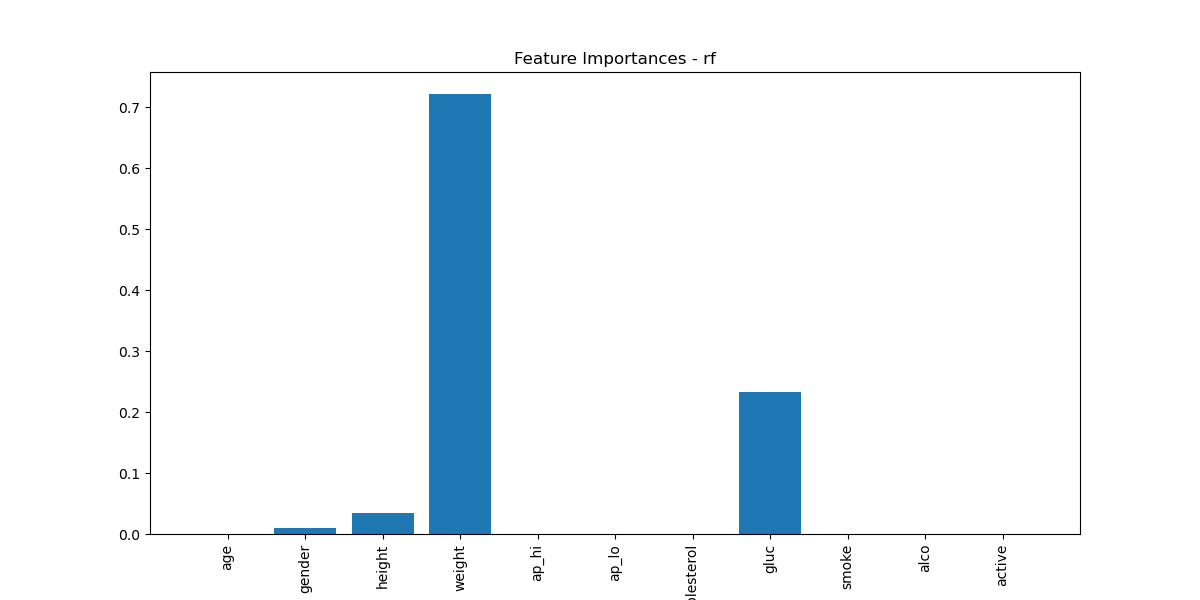 Feature Importances - rf
0.7
0.6
0.5
0.4
0.3
0.2
0.1
0.0
age
gender
height
weight
ap_hi
ap_lo
olesterol
gluc
smoke
alco
active